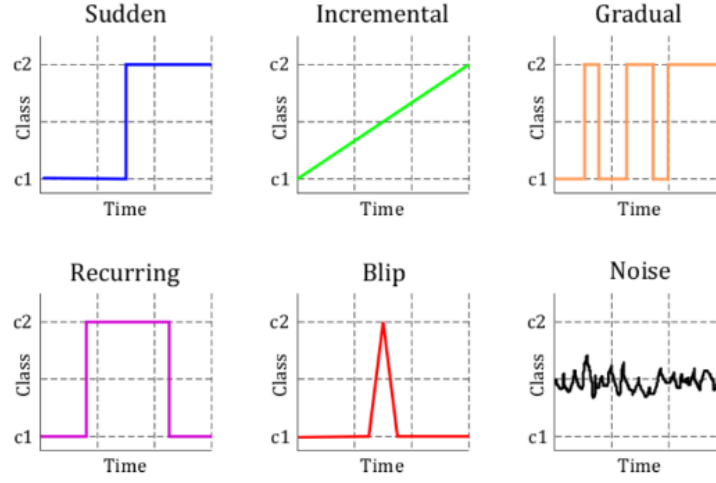 Sudden
Incremental
Gradual
c2
Class
c1
Time
c2
Class
c1
Time
c2
Class
c1
Time
Recurring
Blip
Noise
c2
Class
c1
Time
c2
Class
c1
Time
c2
Class
c1
Time